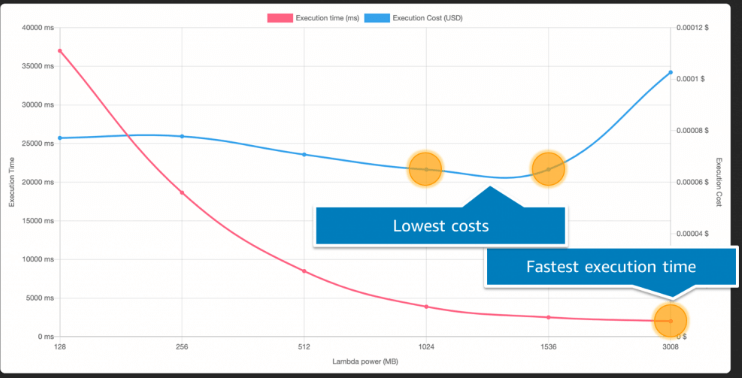 Execution time (ms) Execution Cost (USD)
40000 ms
35000 ms
30000 ms
25000 ms
20000 ms
15000 ms
10000 ms
5000 ms
0 ms
Execution Time
0.00012 $
0.0001 $
0.00008 $
0.00006 $
0.00004 $
0 $
Execution Cost
Lowest costs
Fastest execution time
128 256 512 1024 1536 3008
Lambda power (MB)